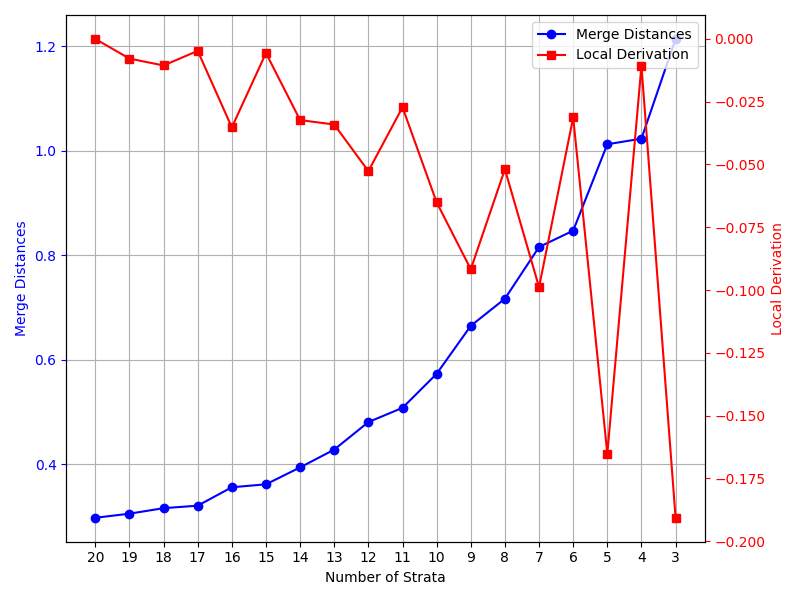 Merge Distances
Local Derivation
1.2
1.0
0.8
0.6
0.4
Merge Distances
0.000
−0.025
−0.050
−0.075
−0.100
−0.125
−0.150
−0.175
−0.200
Local Derivation
20 19 18 17 16 15 14 13 12 11 10 9 8 7 6 5 4 3
Number of Strata